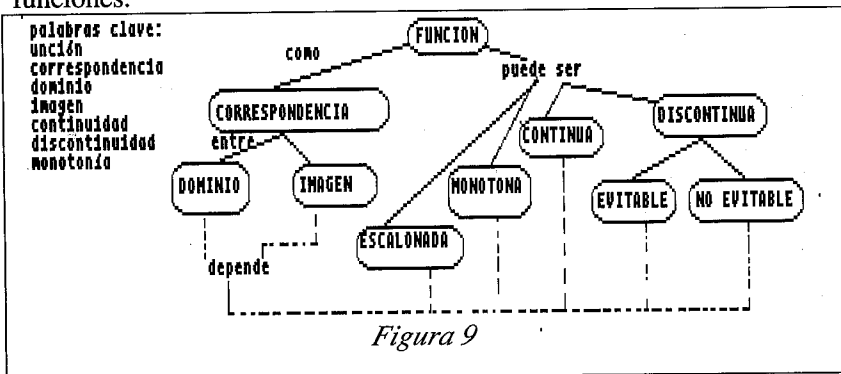 funciones:
palabras clave:
unción
correspondencia
dominio
imagen
continuidad
discontinuidad
monotonía
FUNCION
como
puede ser
CORRESPONDENCIA
entre
DOMINIO
IMAGEN
ESCALONADA
MONOTONA
CONTINUA
DISCONTINUA
EVITABLE
NO EVITABLE
depende
Figura 9